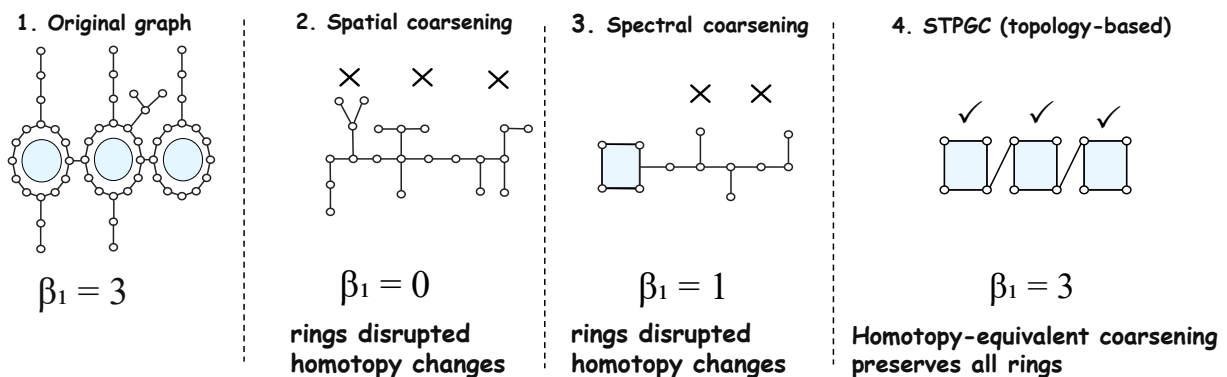 1. Original graph
2. Spatial coarsening
3. Spectral coarsening
4. STPGC (topology-based)
β₁ = 3
β₁ = 0
β₁ = 1
β₁ = 3
rings disrupted
homotopy changes
rings disrupted
homotopy changes
Homotopy-equivalent coarsening
preserves all rings